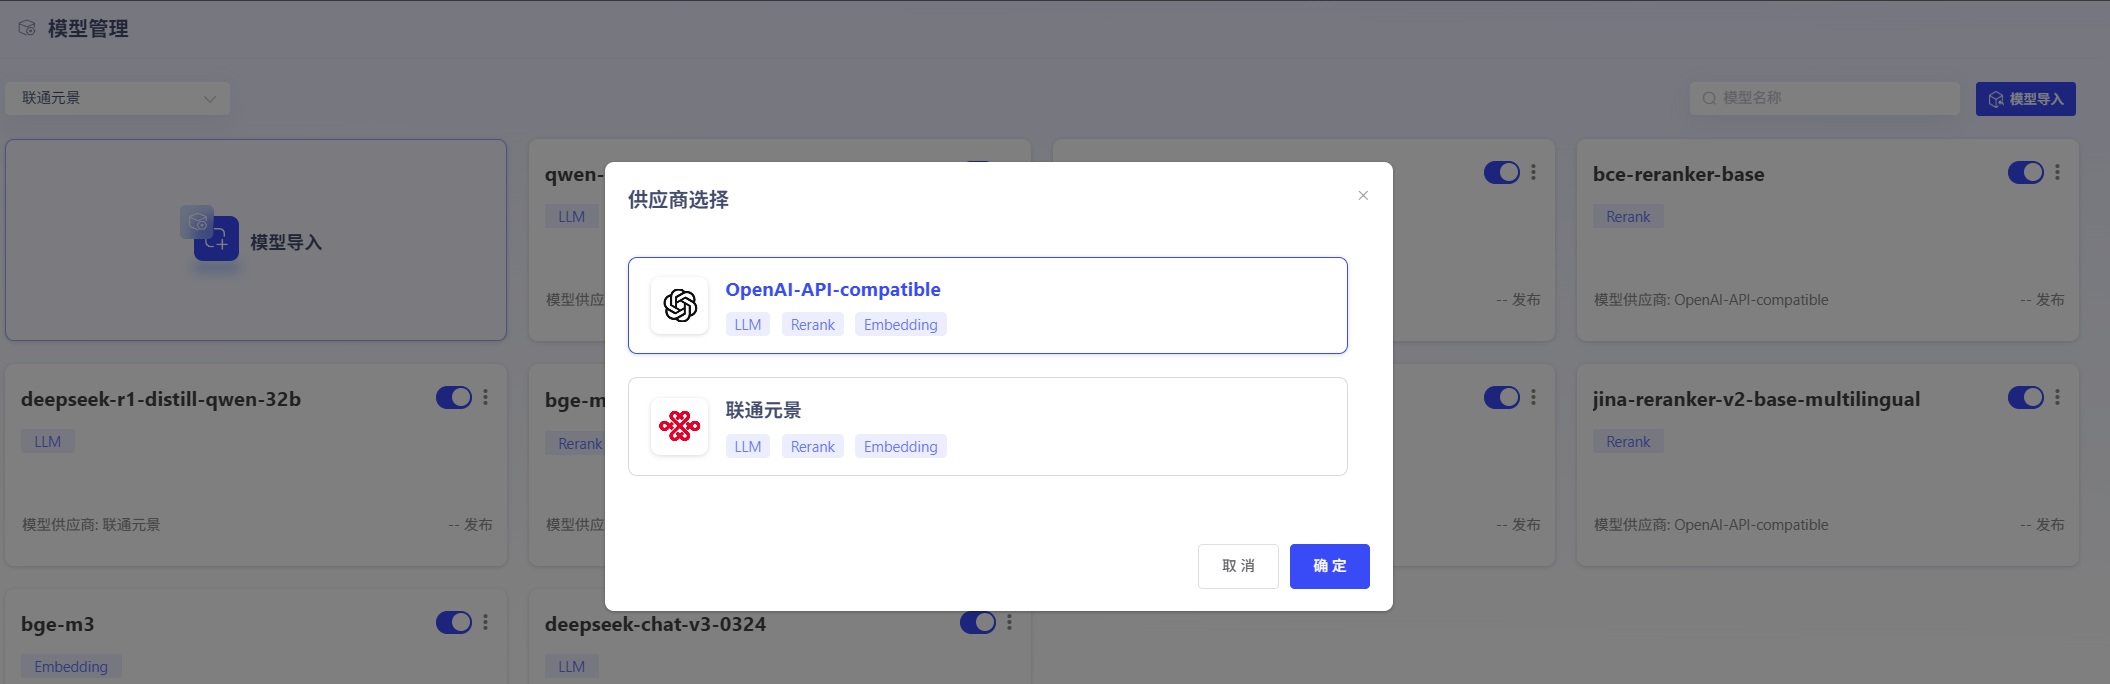 模型管理
联通元景
模型名称
模型导入
模型导入
qwen-
LLM
模型供应
-- 发布
bce-reranker-base
Rerank
模型供应商: OpenAI-API-compatible
-- 发布
供应商选择
OpenAI-API-compatible
LLM Rerank Embedding
联通元景
LLM Rerank Embedding
取 消
确 定
deepseek-r1-distill-qwen-32b
LLM
模型供应商: 联通元景
-- 发布
bge-m
Rerank
模型供应
-- 发布
jina-reranker-v2-base-multilingual
Rerank
模型供应商: OpenAI-API-compatible
-- 发布
bge-m3
Embedding
deepseek-chat-v3-0324
LLM